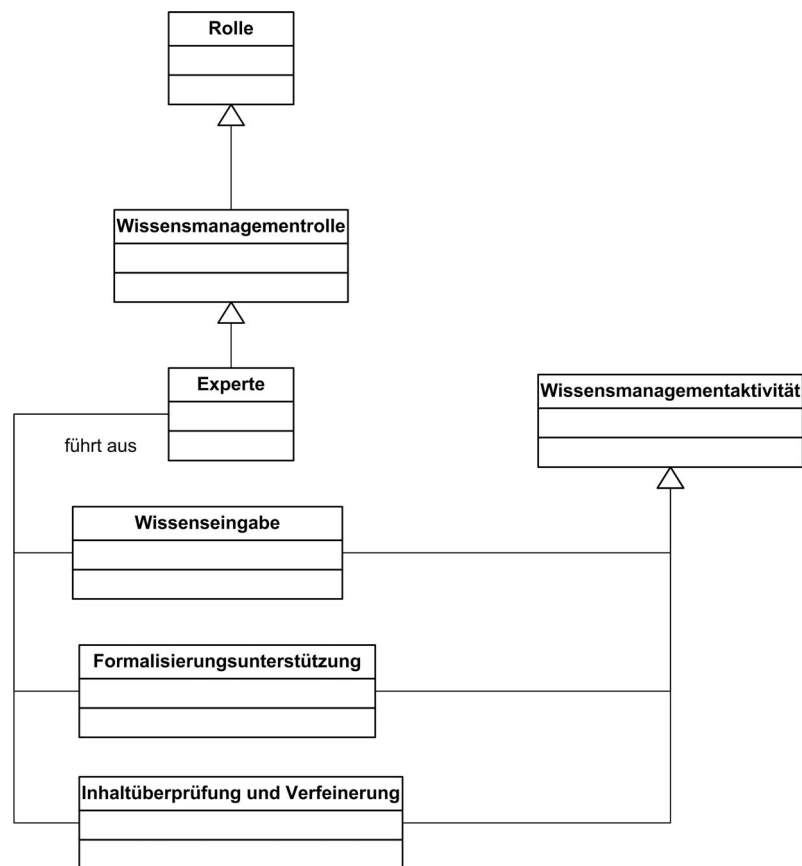 Rolle
Wissensmanagementrolle
Experte
Wissensmanagementaktivität
führt aus
Wissenseingabe
Formalisierungsunterstützung
Inhaltüberprüfung und Verfeinerung